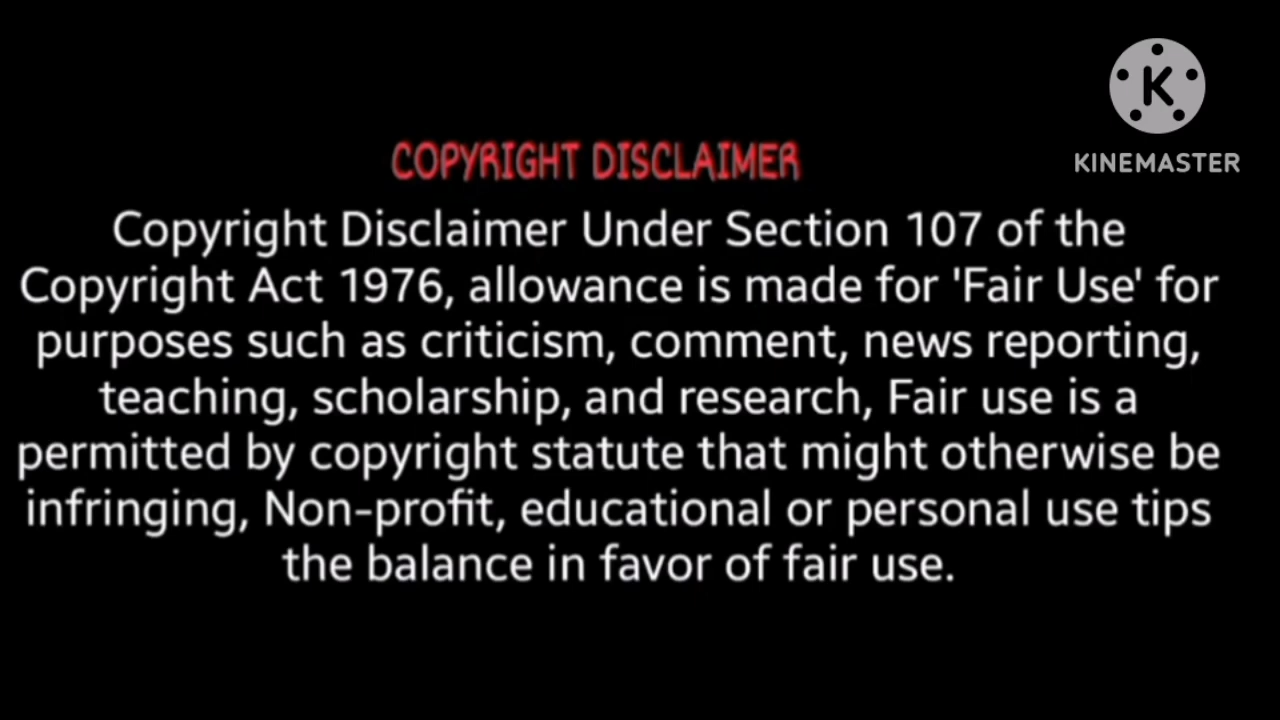 KINEMASTER
COPYRIGHT DISCLAIMER
Copyright Disclaimer Under Section 107 of the
Copyright Act 1976, allowance is made for 'Fair Use' for
purposes such as criticism, comment, news reporting,
teaching, scholarship, and research, Fair use is a
permitted by copyright statute that might otherwise be
infringing, Non-profit, educational or personal use tips
the balance in favor of fair use.